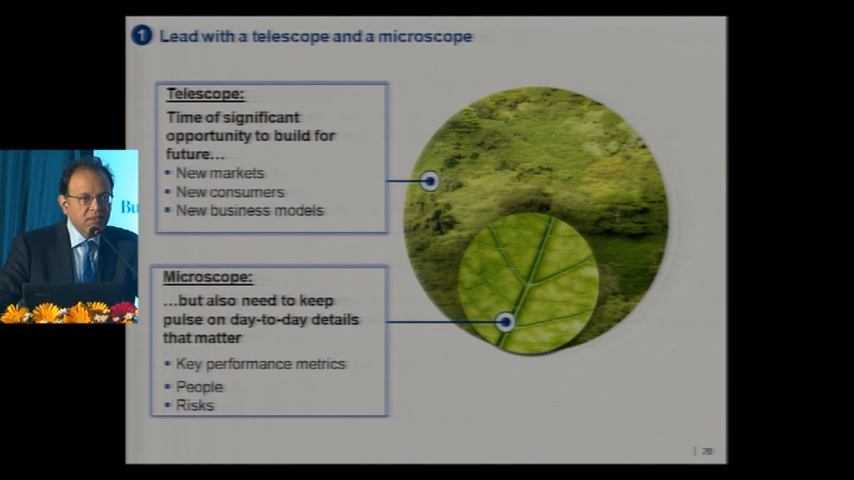 1 Lead with a telescope and a microscope
Telescope:
Time of significant
opportunity to build for
future...
▪ New markets
▪ New consumers
▪ New business models
Microscope:
...but also need to keep
pulse on day-to-day details
that matter
▪ Key performance metrics
▪ People
▪ Risks
Bu
| 20